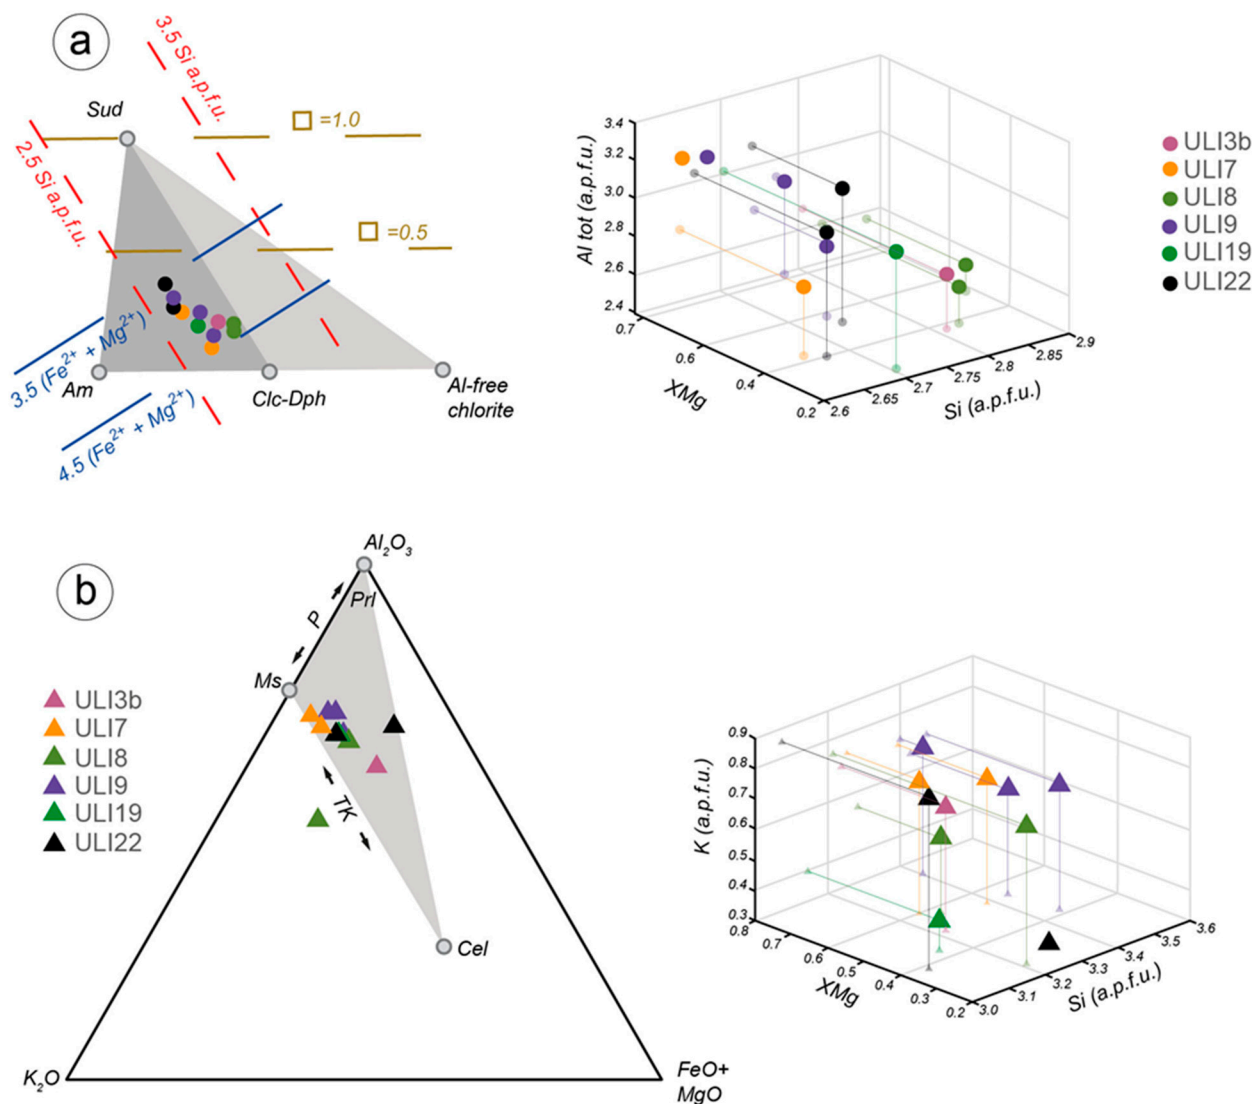 a
3.5 Si a.p.f.u.
Sud
□ =1.0
2.5 Si a.p.f.u.
□ =0.5
3.5 (Fe²⁺ + Mg²⁺)
Am
Clc-Dph
Al-free
chlorite
4.5 (Fe²⁺ + Mg²⁺)
Al tot (a.p.f.u.)
3.4
3.2
3.0
2.8
2.6
2.4
0.7
0.6
0.4
0.2
XMg
2.6
2.65
2.7
2.75
2.8
2.85
2.9
Si (a.p.f.u.)
ULI3b
ULI7
ULI8
ULI9
ULI19
ULI22
b
Al₂O₃
Prl
P
Ms
TK
Cel
K₂O
FeO+
MgO
ULI3b
ULI7
ULI8
ULI9
ULI19
ULI22
K (a.p.f.u.)
0.9
0.8
0.7
0.6
0.5
0.4
0.3
0.8
0.7
0.6
0.5
0.4
0.3
0.2
XMg
3.0
3.1
3.2
3.3
3.4
3.5
3.6
Si (a.p.f.u.)